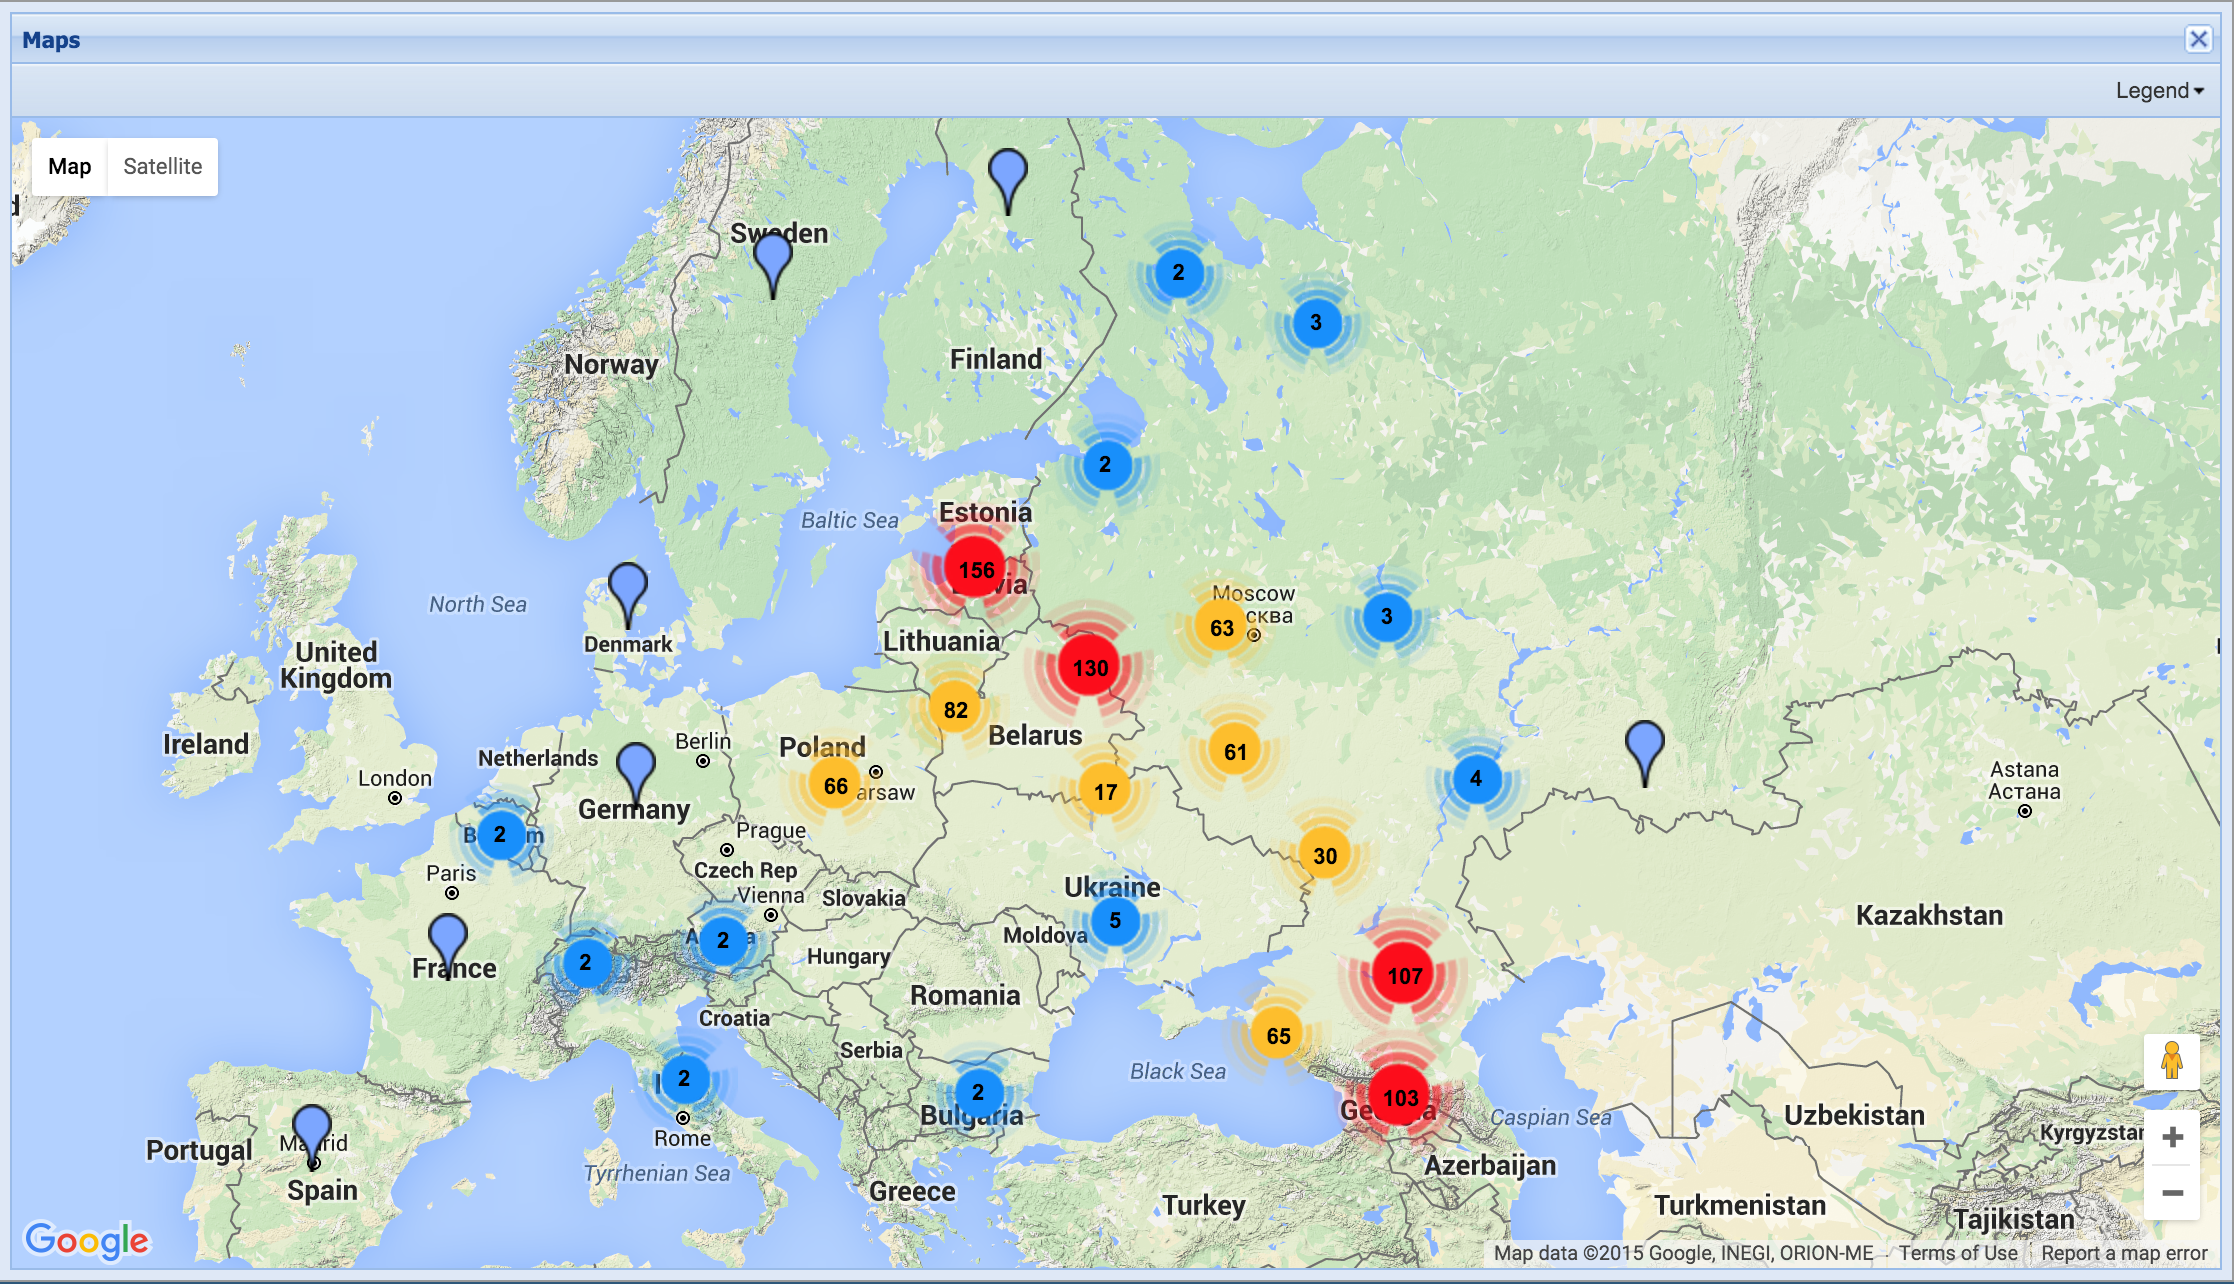 Maps
Legend
Map Satellite
Sweden
2
3
Norway
Finland
2
Estonia
Baltic Sea
156
North Sea
Moscow
63
3
Denmark
Lithuania
United
Kingdom
130
82
Belarus
Ireland
Netherlands
Berlin
Poland
61
London
66
17
4
Astana
Астана
Germany
2
Prague
30
Paris
Czech Rep
Vienna
Slovakia
Ukraine
5
Kazakhstan
2
2
Moldova
France
Hungary
107
Romania
Croatia
65
Serbia
Black Sea
2
2
103
Bulgaria
Caspian Sea
Uzbekistan
Rome
Kyrgyzstan
Portugal
Madrid
Tyrrhenian Sea
Azerbaijan
Spain
Greece
Turkey
Turkmenistan
Tajikistan
Google
Map data ©2015 Google, INEGI, ORION-ME Terms of Use Report a map error